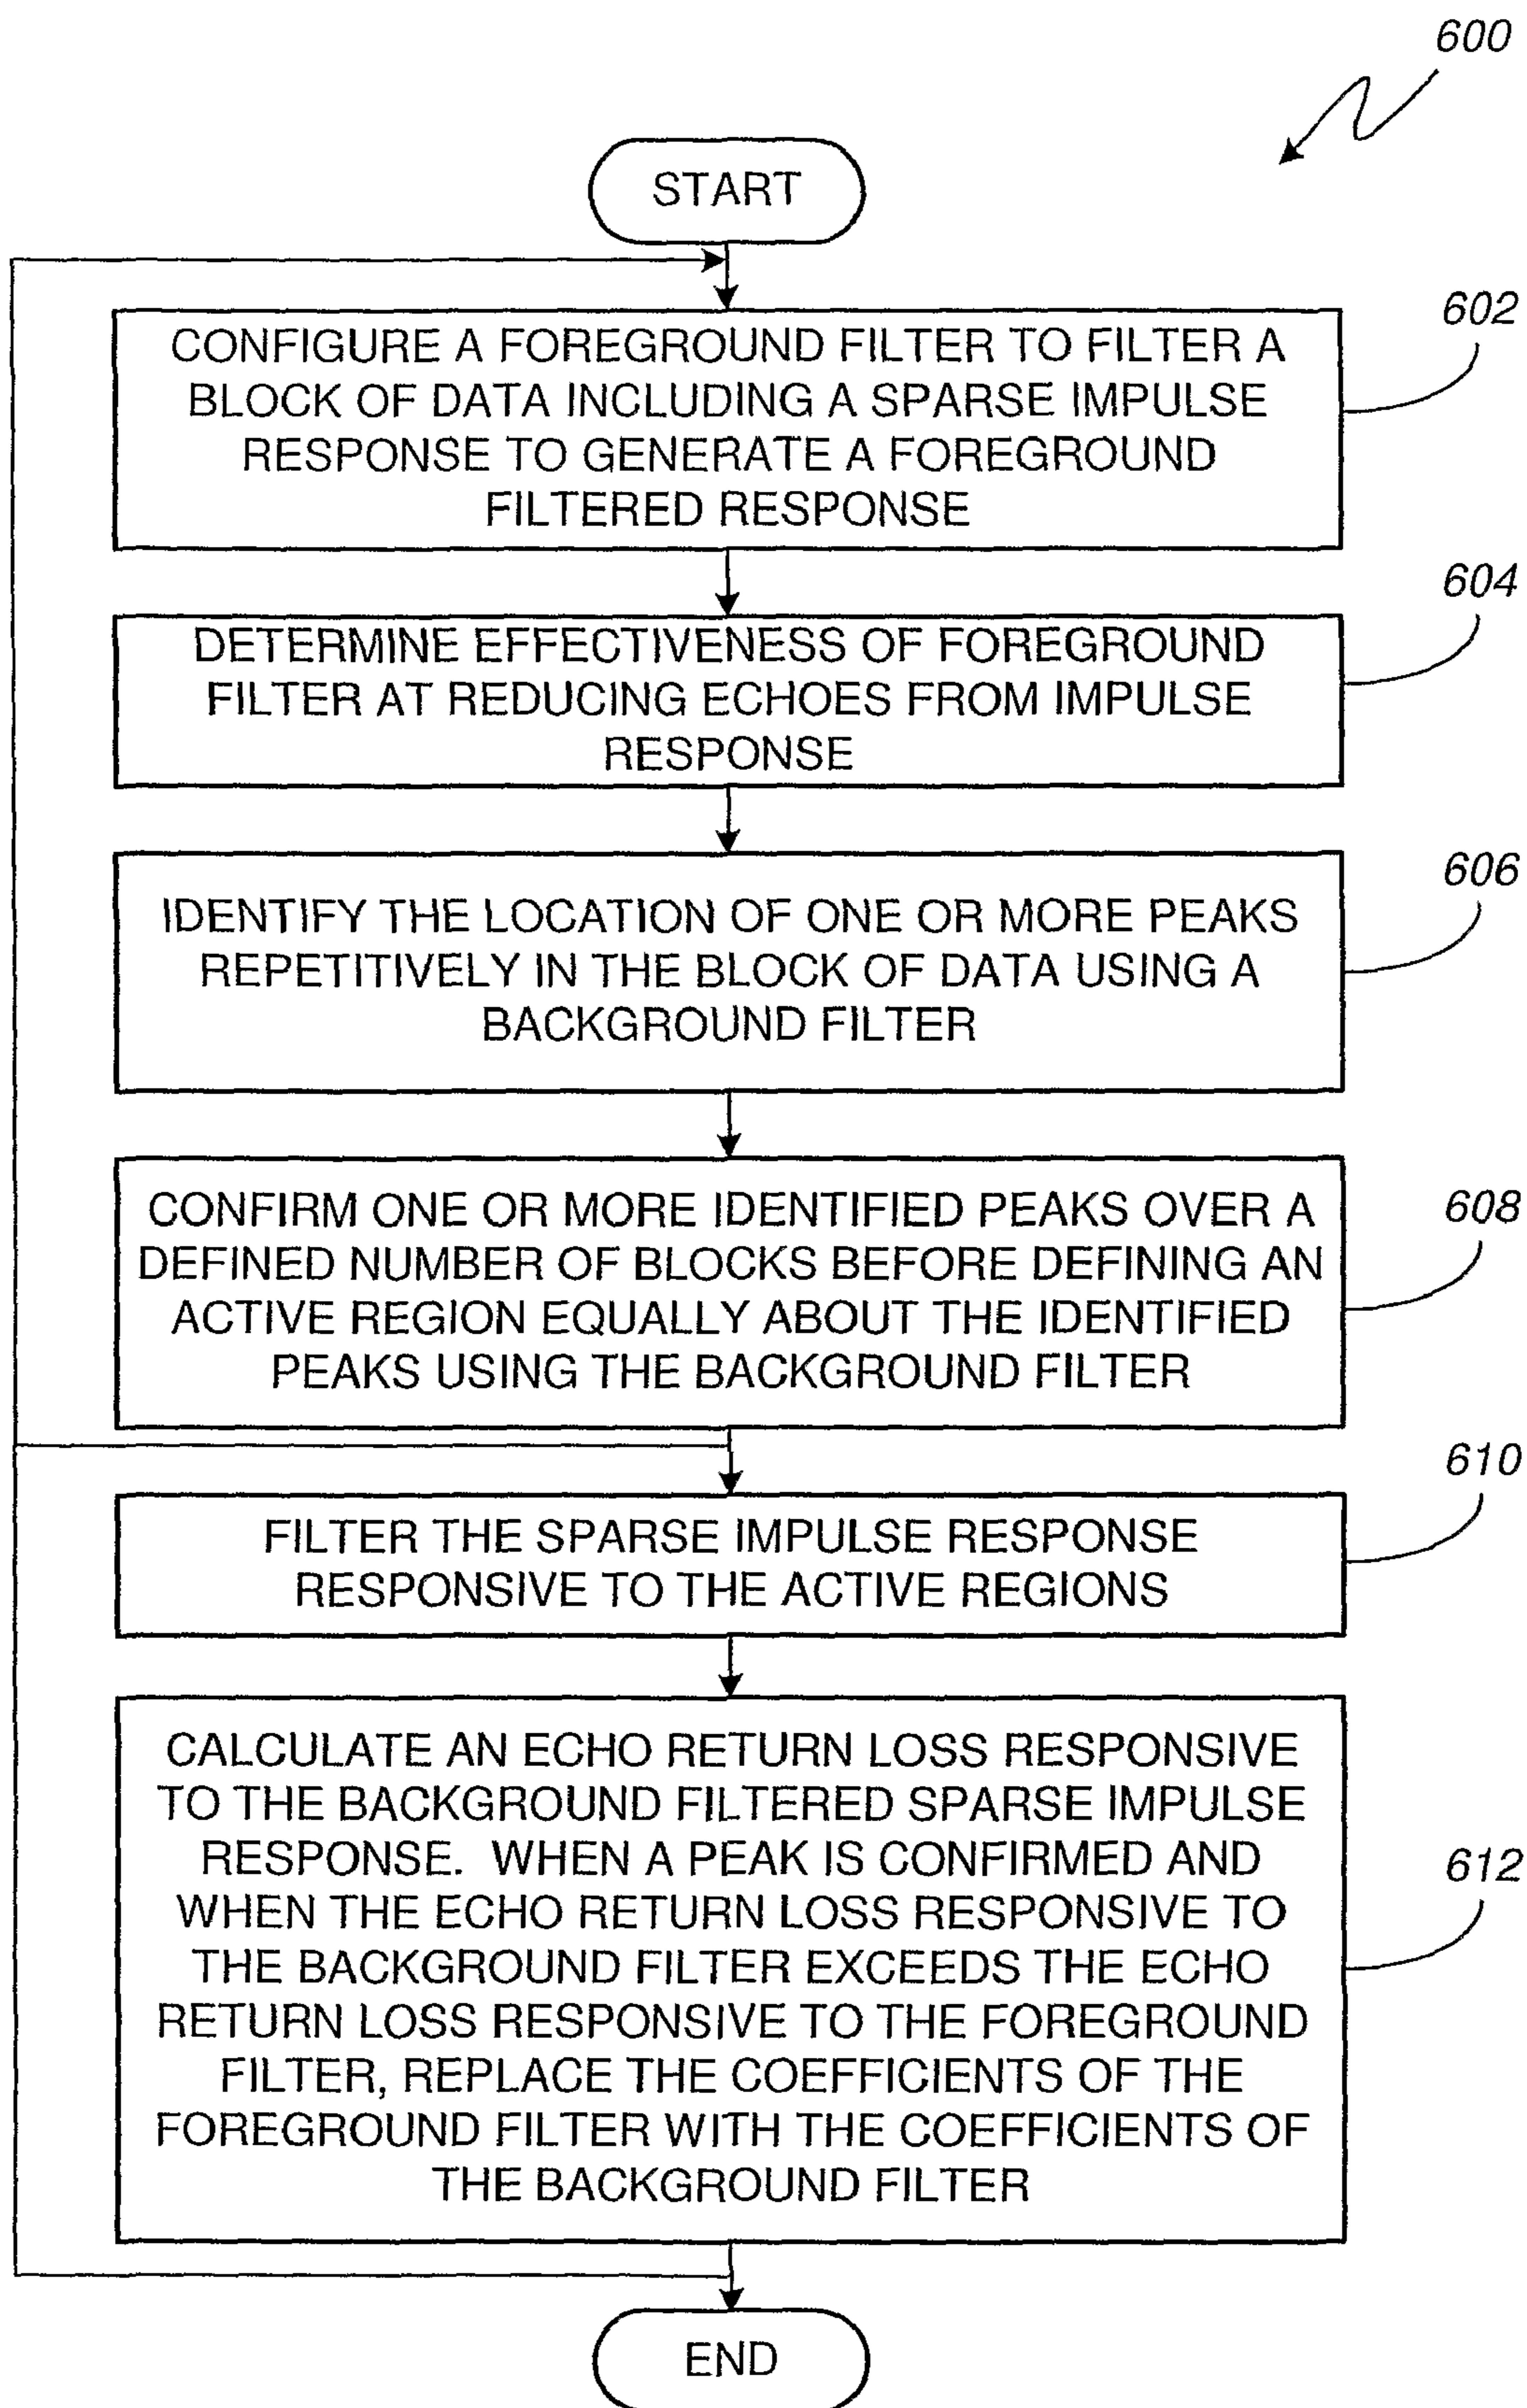 600
START
CONFIGURE A FOREGROUND FILTER TO FILTER A
BLOCK OF DATA INCLUDING A SPARSE IMPULSE
RESPONSE TO GENERATE A FOREGROUND
FILTERED RESPONSE
602
DETERMINE EFFECTIVENESS OF FOREGROUND
FILTER AT REDUCING ECHOES FROM IMPULSE
RESPONSE
604
IDENTIFY THE LOCATION OF ONE OR MORE PEAKS
REPETITIVELY IN THE BLOCK OF DATA USING A
BACKGROUND FILTER
606
CONFIRM ONE OR MORE IDENTIFIED PEAKS OVER A
DEFINED NUMBER OF BLOCKS BEFORE DEFINING AN
ACTIVE REGION EQUALLY ABOUT THE IDENTIFIED
PEAKS USING THE BACKGROUND FILTER
608
FILTER THE SPARSE IMPULSE RESPONSE
RESPONSIVE TO THE ACTIVE REGIONS
610
CALCULATE AN ECHO RETURN LOSS RESPONSIVE
TO THE BACKGROUND FILTERED SPARSE IMPULSE
RESPONSE. WHEN A PEAK IS CONFIRMED AND
WHEN THE ECHO RETURN LOSS RESPONSIVE TO
THE BACKGROUND FILTER EXCEEDS THE ECHO
RETURN LOSS RESPONSIVE TO THE FOREGROUND
FILTER, REPLACE THE COEFFICIENTS OF THE
FOREGROUND FILTER WITH THE COEFFICIENTS OF
THE BACKGROUND FILTER
612
END